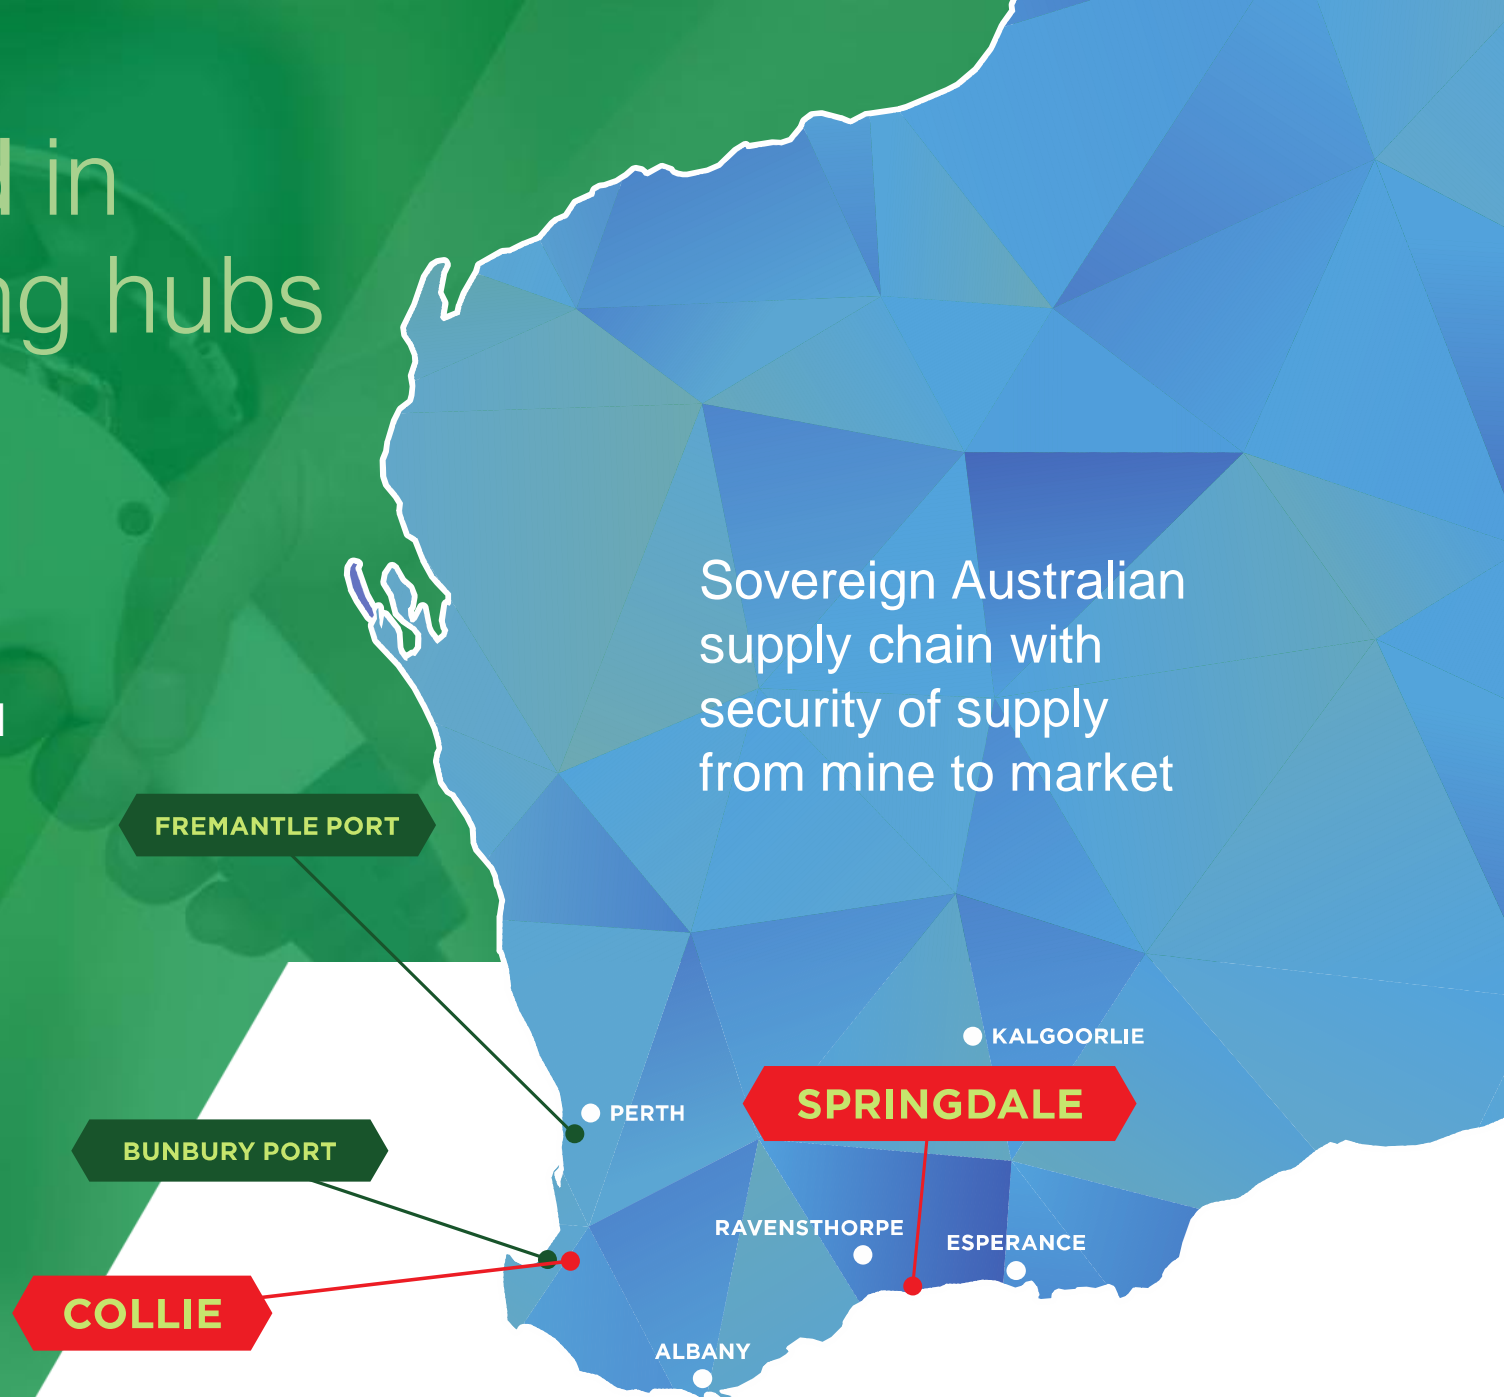 in
hubs
Sovereign Australian
supply chain with
security of supply
from mine to market
FREMANTLE PORT
KALGOORLIE
SPRINGDALE
PERTH
BUNBURY PORT
RAVENSTHORPE
ESPERANCE
COLLIE
ALBANY